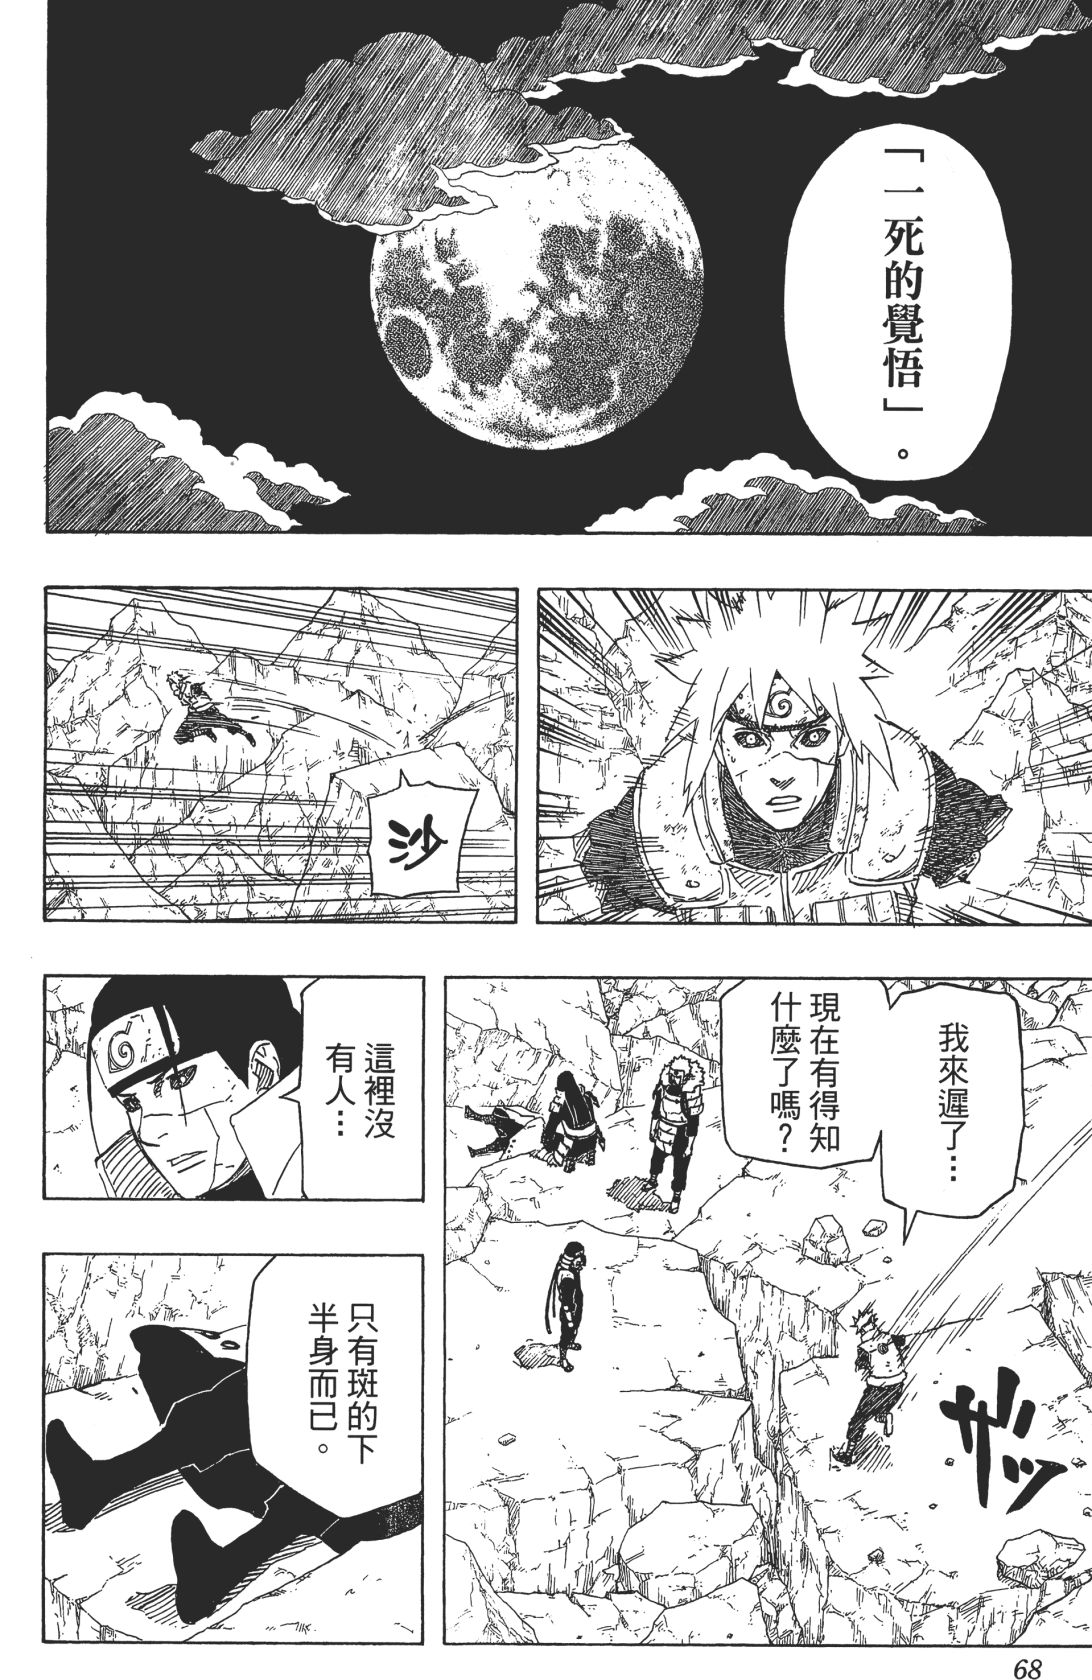 「一死的覺悟」。
沙
我來遲了…
現在有得知
什麼了嗎？
ザッ
這裡沒
有人…
只有斑的下
半身而已。
68